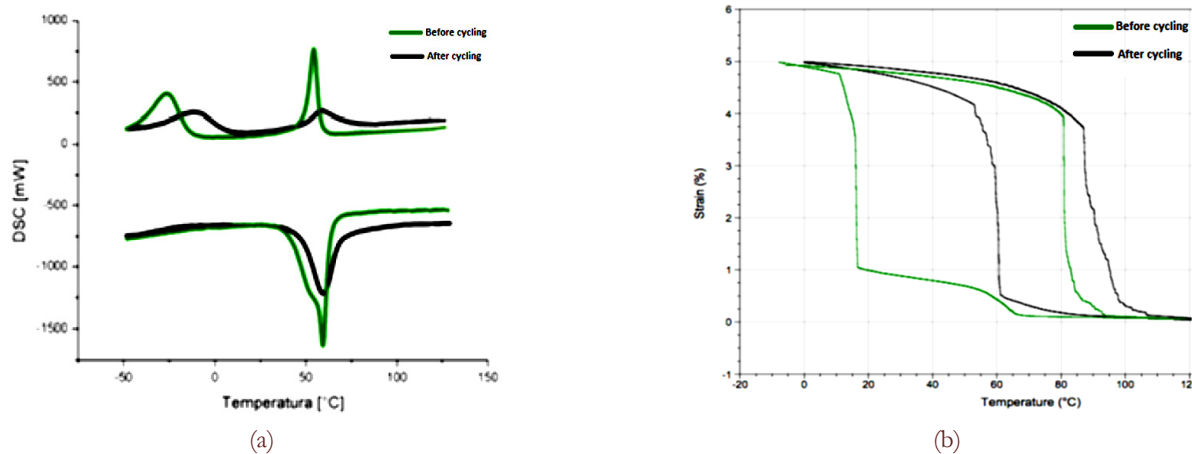 1000
500
0
-500
-1000
-1500
DSC [mW]
Before cycling
After cycling
-50
0
50
100
150
Temperatura [°C]
(a)
6
5
4
3
2
1
0
-1
Strain (%)
Before cycling
After cycling
-20
0
20
40
60
80
100
120
Temperature (°C)
(b)